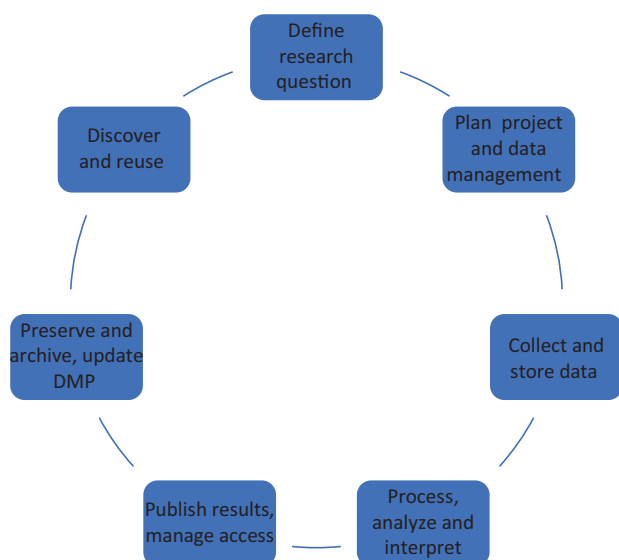 Define
research
question
Plan project
and data
management
Collect and
store data
Process,
analyze and
interpret
Publish results,
manage access
Preserve and
archive, update
DMP
Discover
and reuse